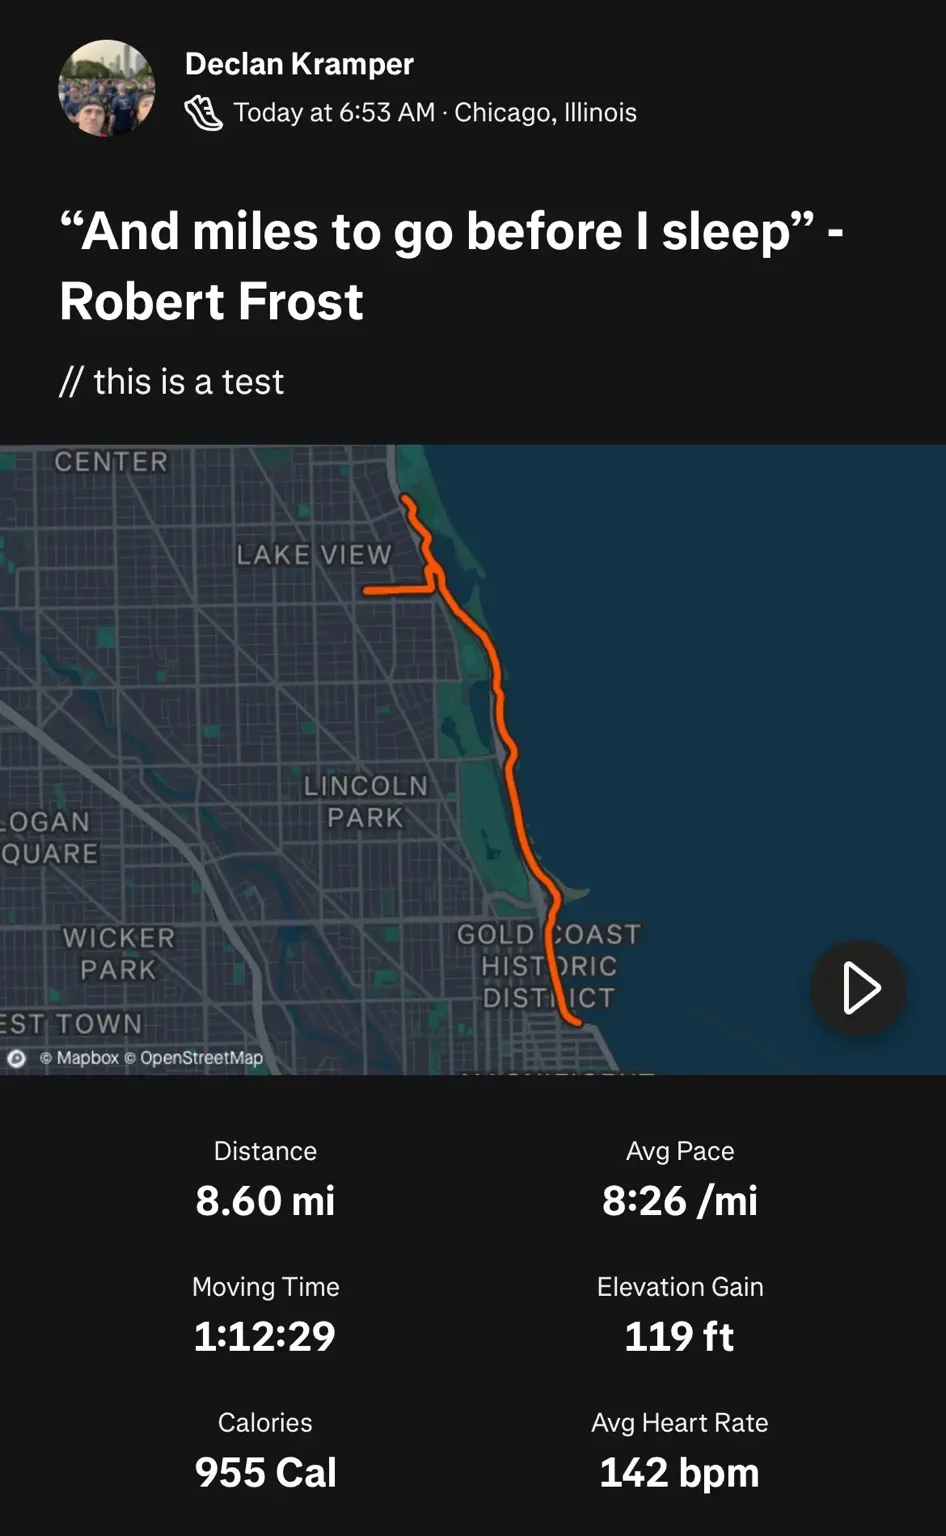 Declan Kramper
Today at 6:53 AM · Chicago, Illinois
“And miles to go before I sleep” -
Robert Frost
// this is a test
CENTER
LAKE VIEW
LINCOLN
PARK
LOGAN
QUARE
WICKER
PARK
GOLD COAST
HISTORIC
DISTRICT
EST TOWN
© Mapbox © OpenStreetMap
Distance
8.60 mi
Avg Pace
8:26 /mi
Moving Time
1:12:29
Elevation Gain
119 ft
Calories
955 Cal
Avg Heart Rate
142 bpm